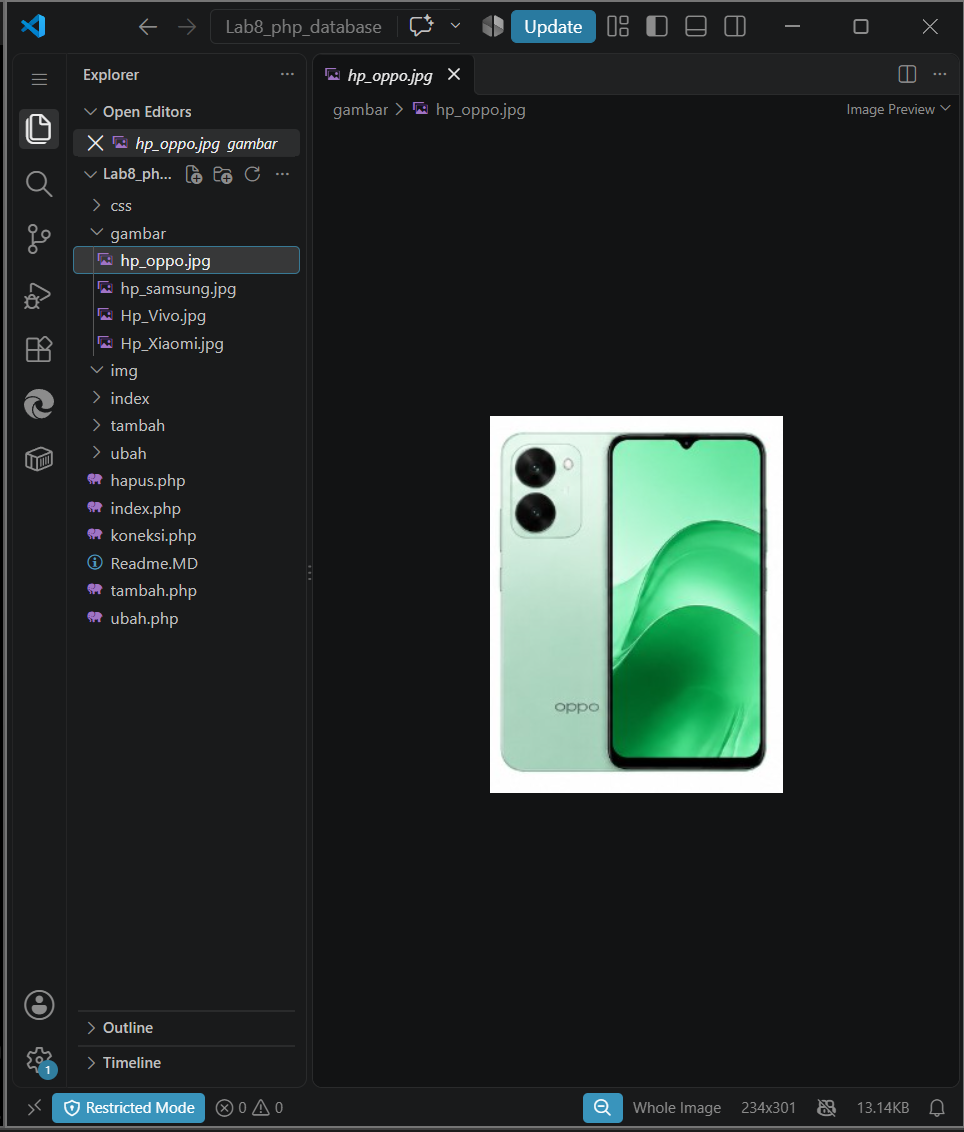 Lab8_php_database
Update
Explorer
hp_oppo.jpg
Open Editors
hp_oppo.jpg gambar
gambar > hp_oppo.jpg
Image Preview
Lab8_ph...
css
gambar
hp_oppo.jpg
hp_samsung.jpg
Hp_Vivo.jpg
Hp_Xiaomi.jpg
img
index
tambah
ubah
hapus.php
index.php
koneksi.php
Readme.MD
tambah.php
ubah.php
oppo
Outline
Timeline
1
Restricted Mode
0
0
Whole Image
234x301
13.14KB